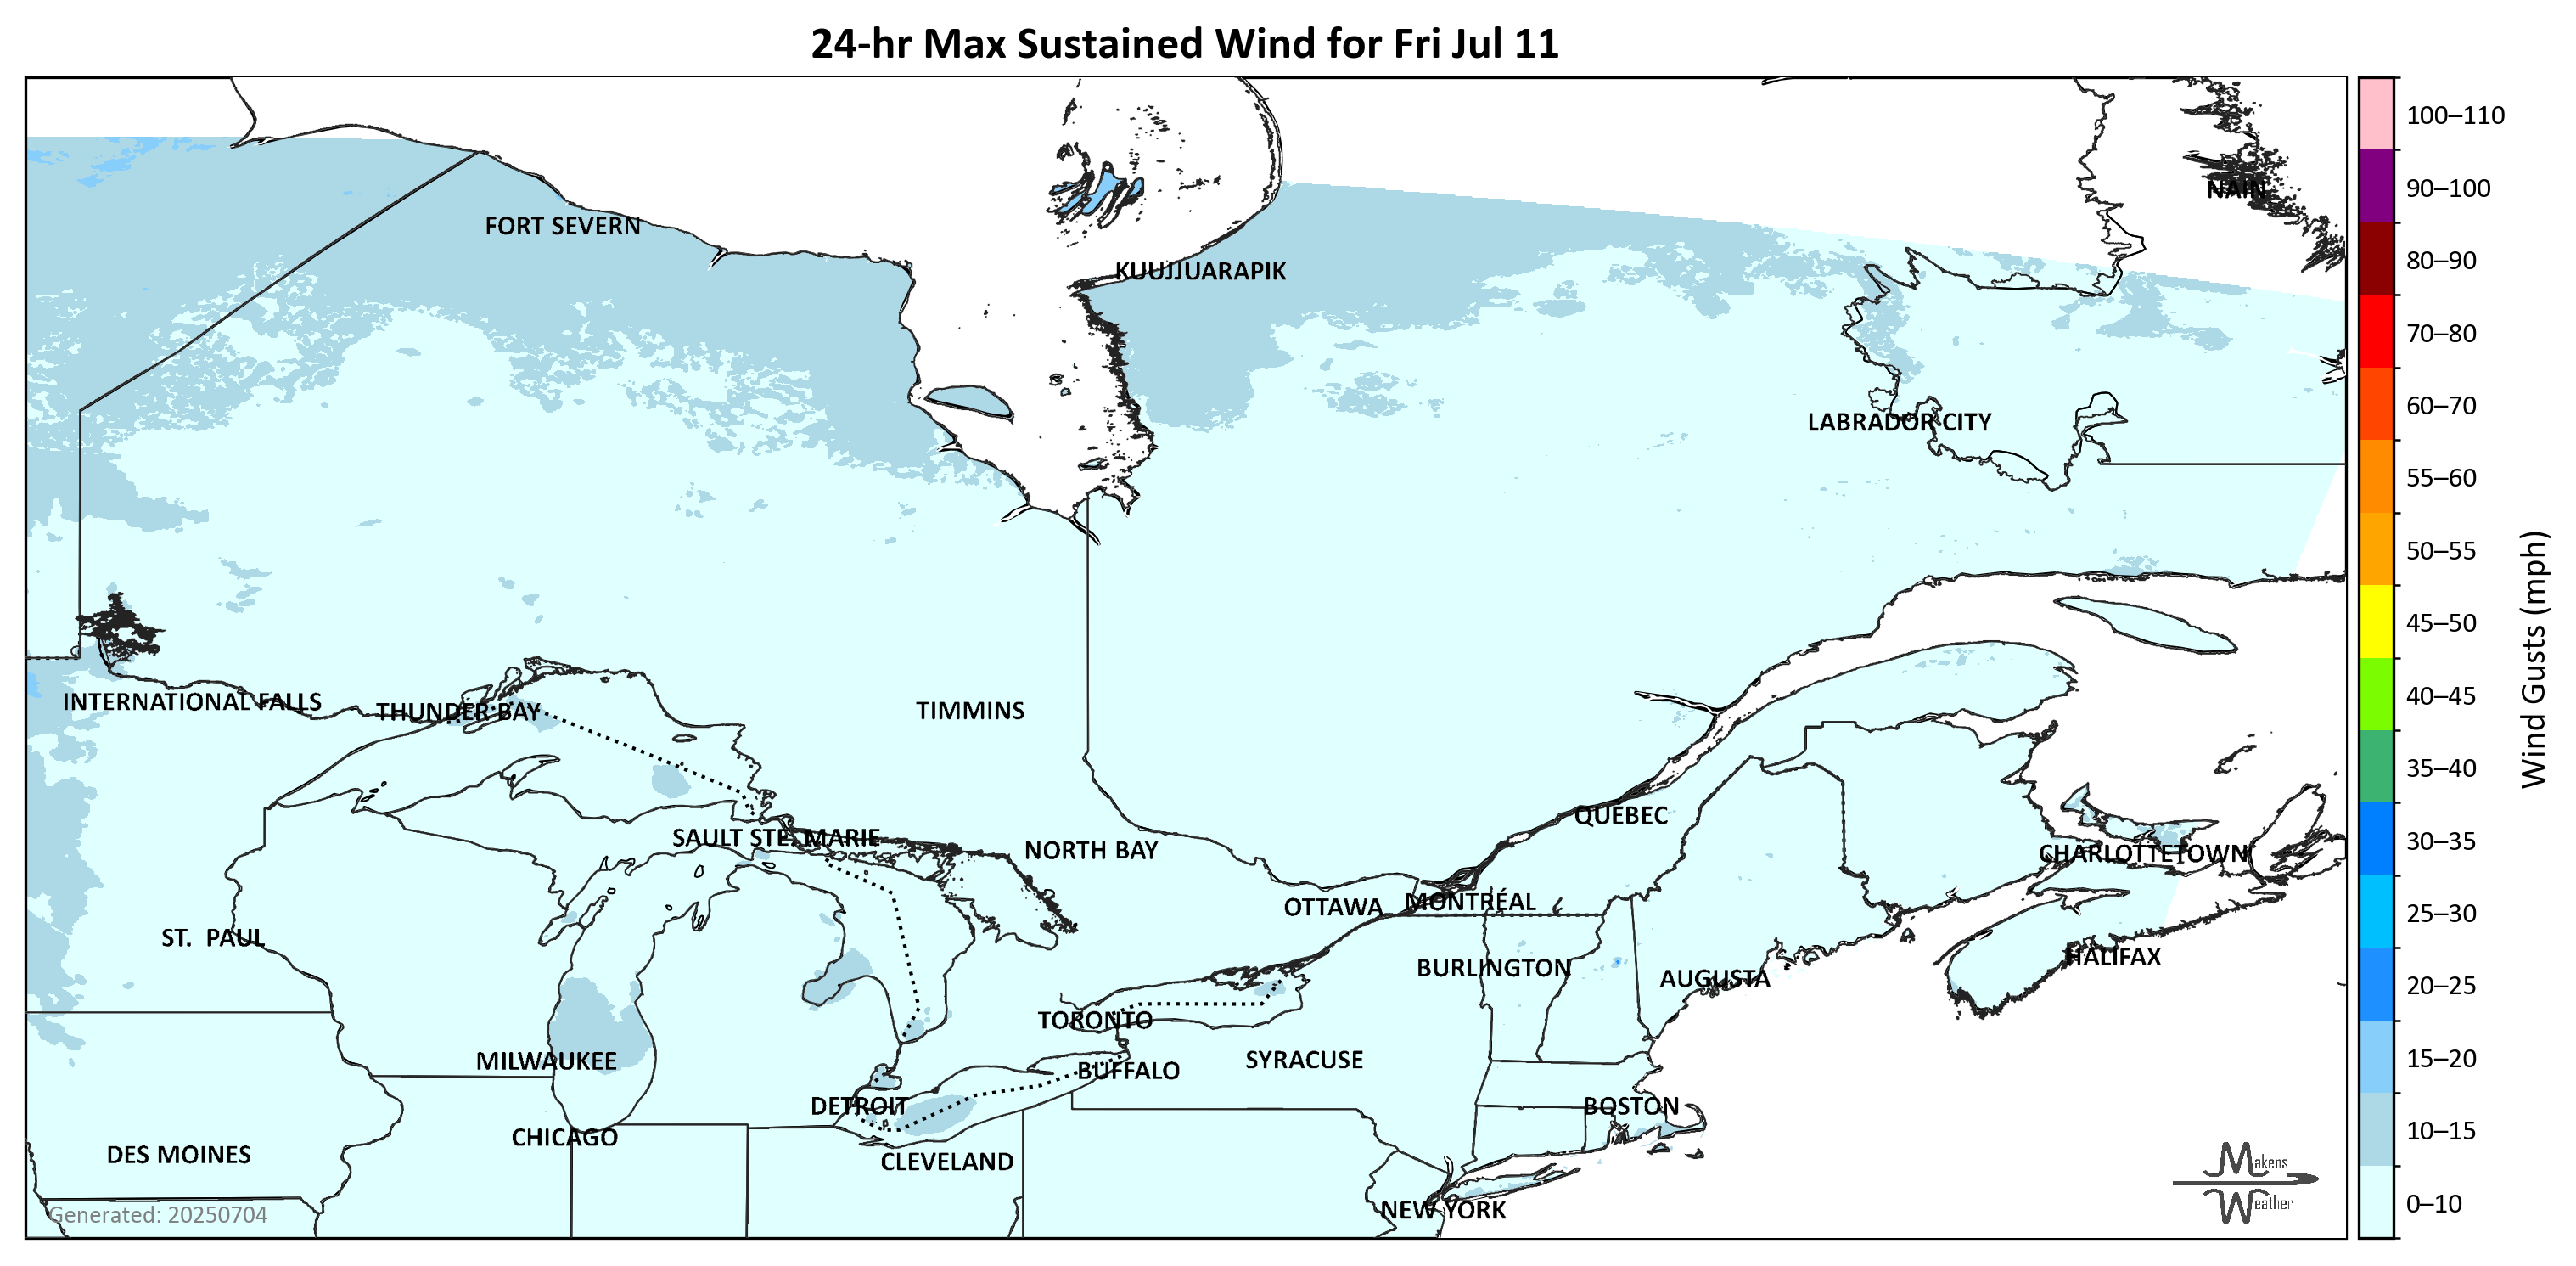 24-hr Max Sustained Wind for Fri Jul 11
100–110
90–100
80–90
70–80
60–70
55–60
50–55
45–50
40–45
35–40
30–35
25–30
20–25
15–20
10–15
0–10
Wind Gusts (mph)
NAIN
FORT SEVERN
KUUJJUARAPIK
LABRADOR CITY
INTERNATIONAL FALLS
THUNDER BAY
TIMMINS
QUÉBEC
SAULT STE. MARIE
NORTH BAY
CHARLOTTETOWN
OTTAWA
MONTRÉAL
ST. PAUL
HALIFAX
BURLINGTON
AUGUSTA
TORONTO
MILWAUKEE
SYRACUSE
BUFFALO
DETROIT
BOSTON
CHICAGO
DES MOINES
CLEVELAND
NEW YORK
Makens
Weather
Generated: 20250704